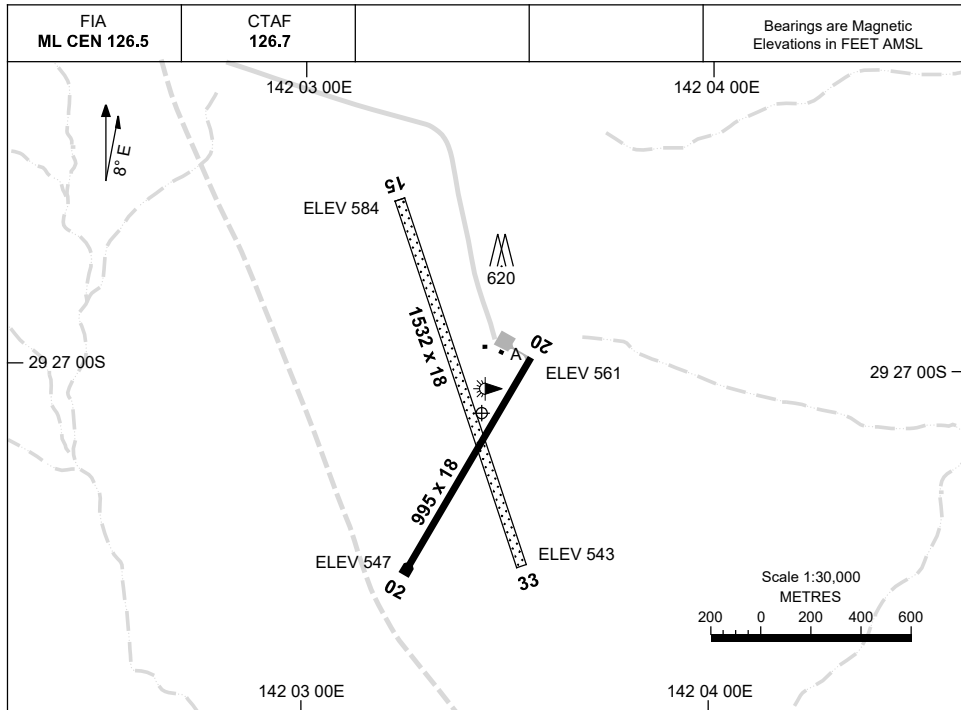 FIA
ML CEN 126.5
CTAF
126.7
Bearings are Magnetic
Elevations in FEET AMSL
142 03 00E
142 04 00E
8° E
15
ELEV 584
620
1532 x 18
20
A
29 27 00S
ELEV 561
29 27 00S
995 x 18
ELEV 547
ELEV 543
02
33
Scale 1:30,000
METRES
200 0 200 400 600
142 03 00E
142 04 00E